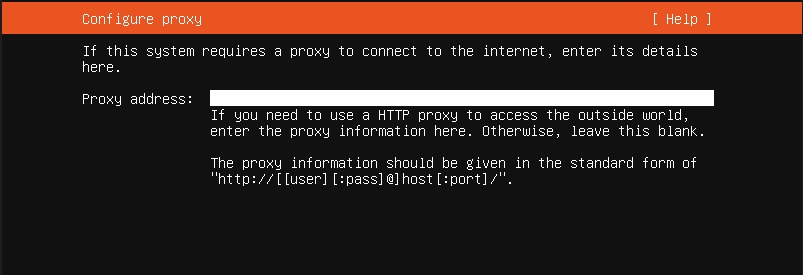 Configure proxy [ Help ]
If this system requires a proxy to connect to the internet, enter its details
here.
Proxy address:
If you need to use a HTTP proxy to access the outside world,
enter the proxy information here. Otherwise, leave this blank.
The proxy information should be given in the standard form of
"http://[[user][:pass]@]host[:port]/".